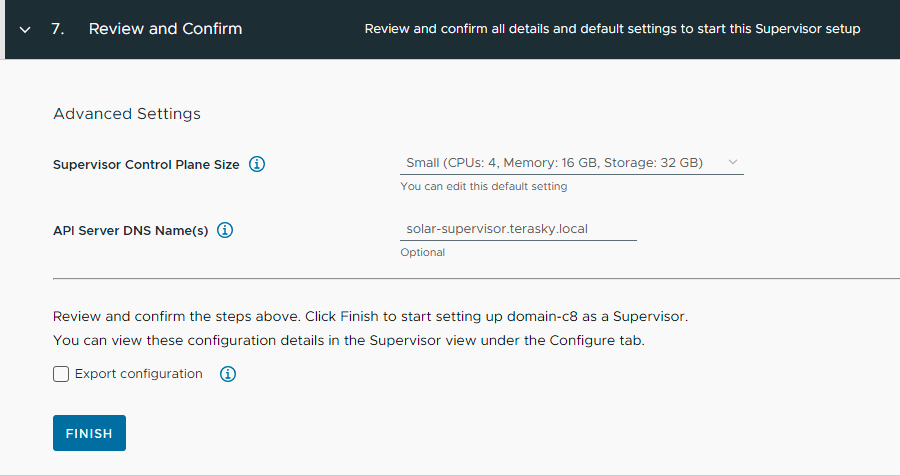 7. Review and Confirm Review and confirm all details and default settings to start this Supervisor setup
Advanced Settings
Supervisor Control Plane Size Small (CPUs: 4, Memory: 16 GB, Storage: 32 GB)
You can edit this default setting
API Server DNS Name(s) solar-supervisor.terasky.local
Optional
Review and confirm the steps above. Click Finish to start setting up domain-c8 as a Supervisor.
You can view these configuration details in the Supervisor view under the Configure tab.
Export configuration
FINISH